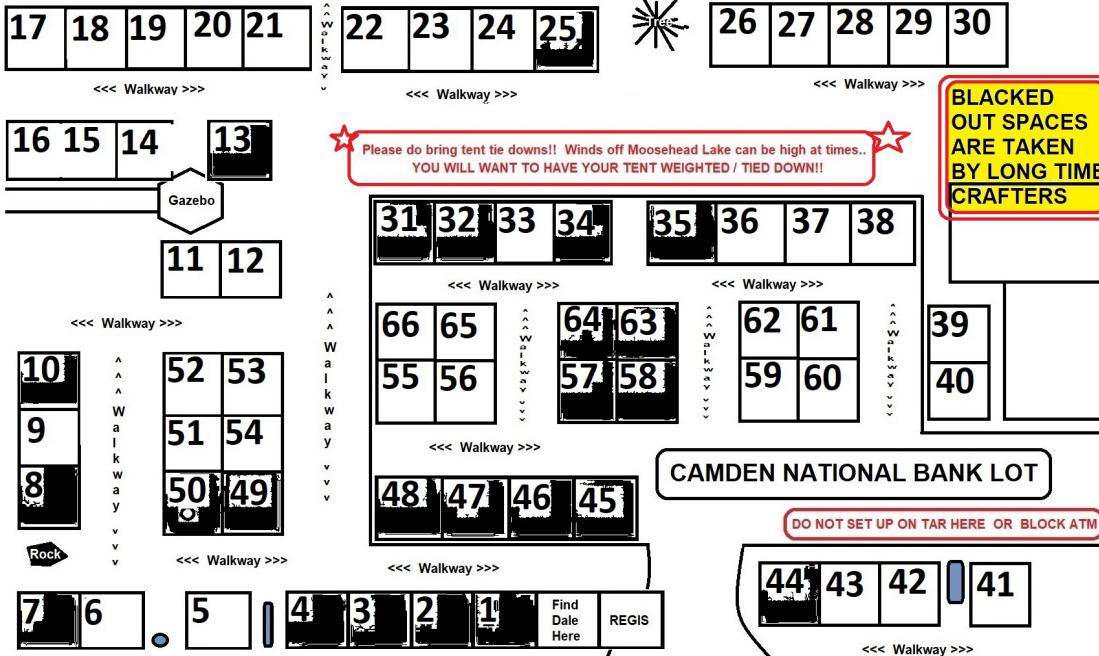 17 18 19 20 21
22 23 24 25
Tree
26 27 28 29 30
Walkway
<<< Walkway >>>
<<< Walkway >>>
<<< Walkway >>>
BLACKED
OUT SPACES
ARE TAKEN
BY LONG TIME
CRAFTERS
16 15 14 13
Please do bring tent tie downs!! Winds off Moosehead Lake can be high at times..
YOU WILL WANT TO HAVE YOUR TENT WEIGHTED / TIED DOWN!!
Gazebo
11 12
31 32 33 34
35 36 37 38
<<< Walkway >>>
<<< Walkway >>>
<<< Walkway >>>
66 65
55 56
64 63
57 58
62 61
59 60
39
40
^^^ Walkway vvv
^^^ Walkway vvv
^^^ Walkway vvv
^^^ Walkway vvv
^^^ Walkway vvv
10
9
8
52 53
51 54
50 49
<<< Walkway >>>
48 47 46 45
CAMDEN NATIONAL BANK LOT
DO NOT SET UP ON TAR HERE OR BLOCK ATM
Rock
<<< Walkway >>>
<<< Walkway >>>
44 43 42 41
7 6 5 4 3 2 1
Find
Dale
Here
REGIS
<<< Walkway >>>